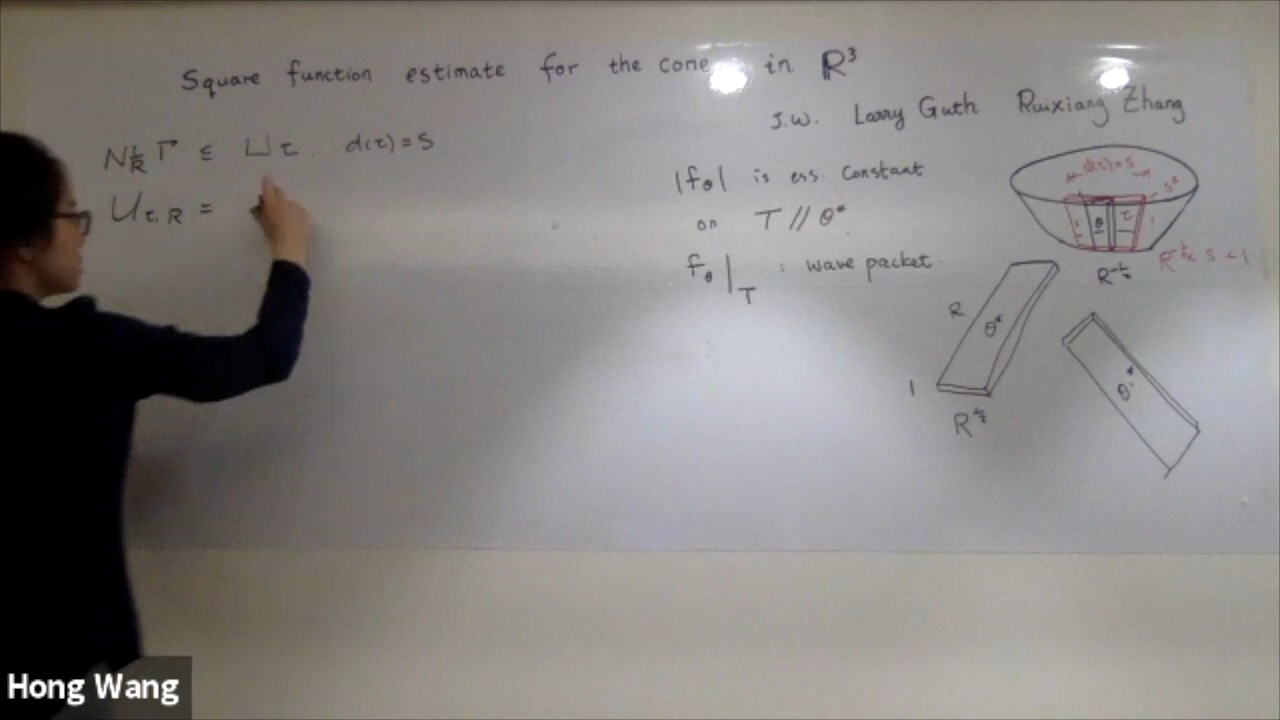 Square function estimate for the cone in ℝ³
J.W. Larry Guth Ruixiang Zhang
N_{1/R} Γ ⊆ ⊔ τ . d(τ) = s
U_{τ,R} =
|f_θ| is ess. constant
on T // θ*
f_θ|_T : wave packet
d(τ) = s
s²
θ τ
R^{-1/2}
R^{-1/2} < s < 1
R
θ*
1
R^{1/2}
θ'*
Hong Wang